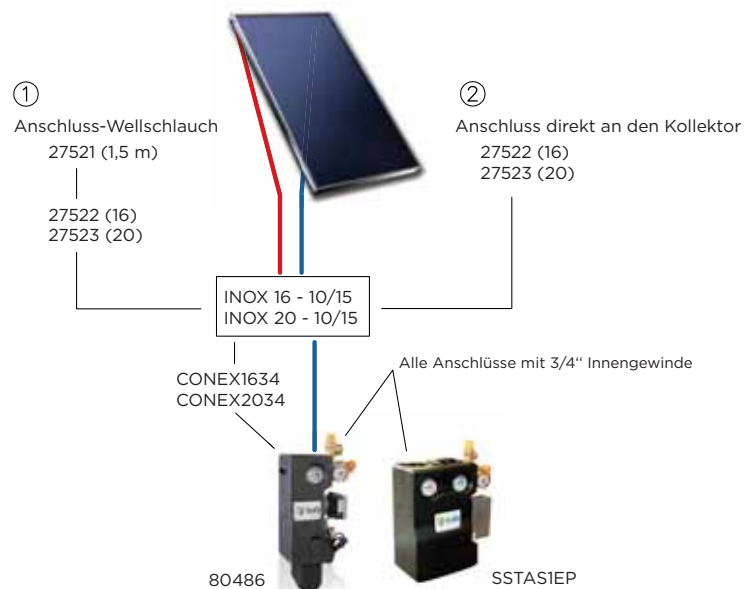 ①
Anschluss-Wellschlauch
27521 (1,5 m)
27522 (16)
27523 (20)
②
Anschluss direkt an den Kollektor
27522 (16)
27523 (20)
INOX 16 - 10/15
INOX 20 - 10/15
CONEX1634
CONEX2034
Alle Anschlüsse mit 3/4“ Innengewinde
80486
SSTAS1EP